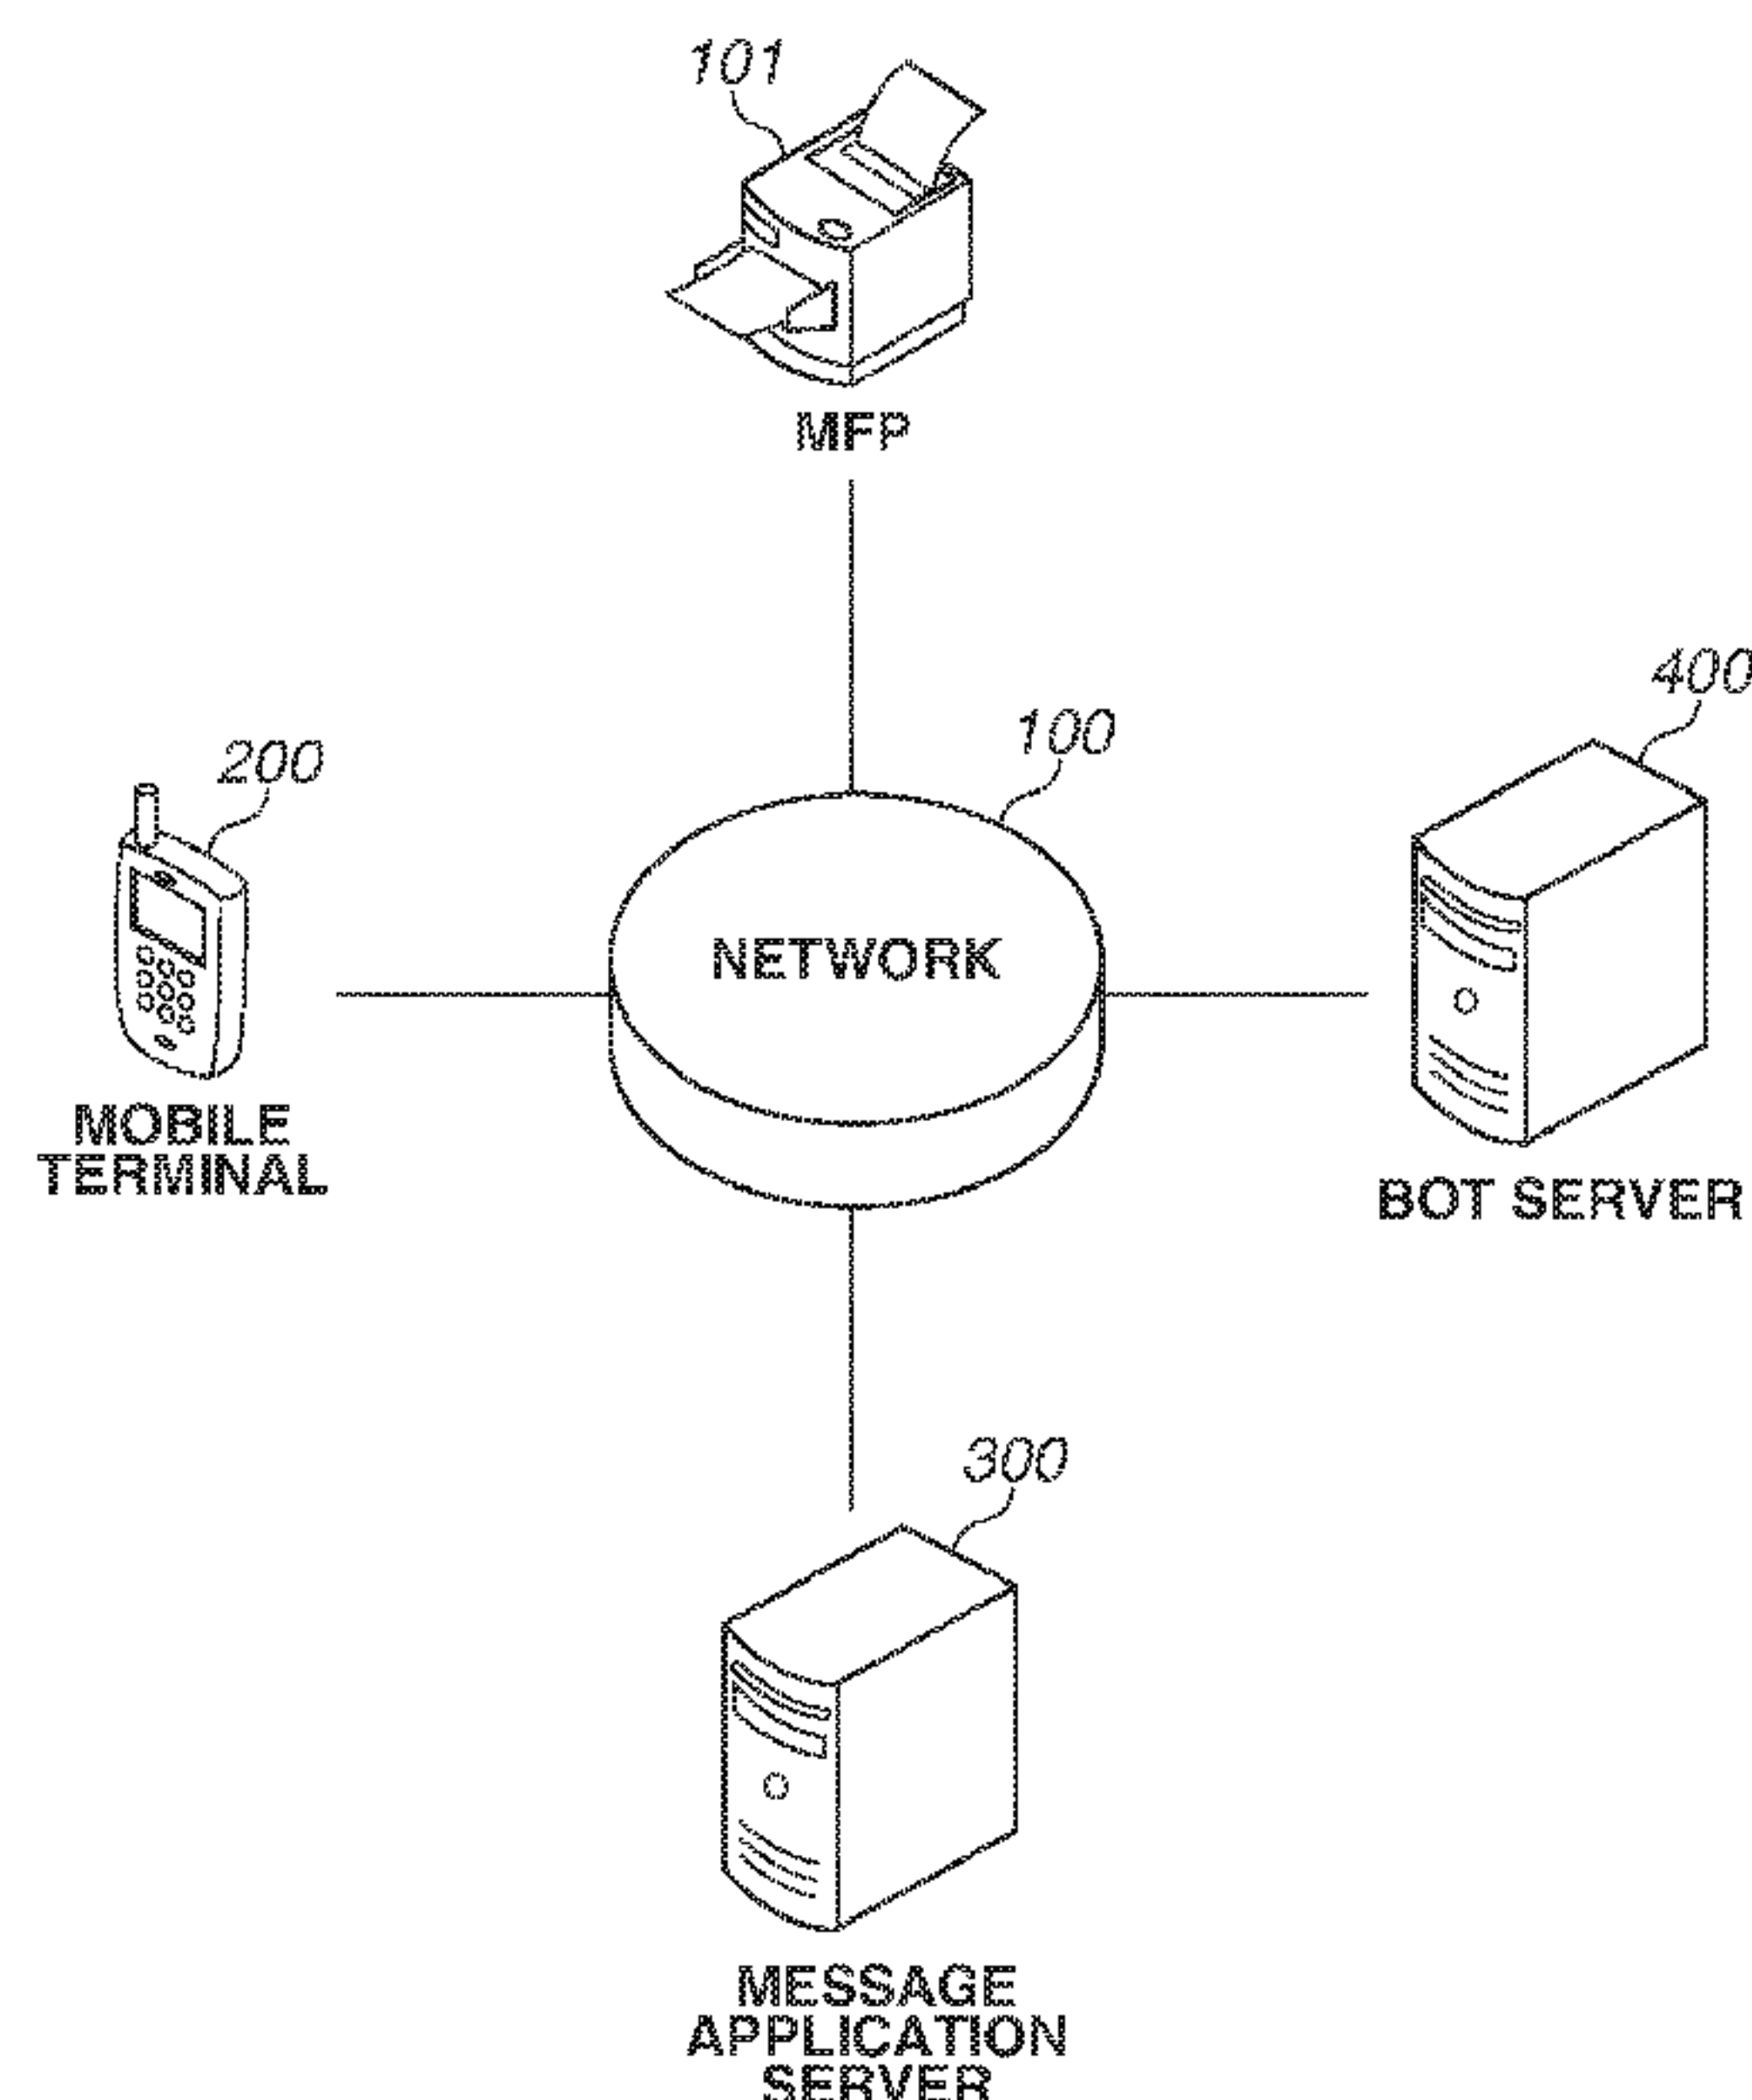 101
MFP
400
100
200
NETWORK
MOBILE
TERMINAL
BOT SERVER
300
MESSAGE
APPLICATION
SERVER